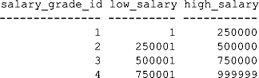 salary_grade_id low_salary high_salary
--------------- ---------- -----------
1 1 250000
2 250001 500000
3 500001 750000
4 750001 999999